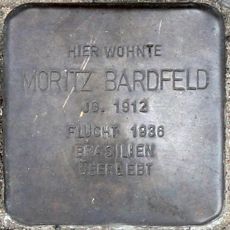 HIER WOHNTE
MORITZ BARDFELD
JG. 1912
FLUCHT 1936
BRASILIEN
ÜBERLEBT